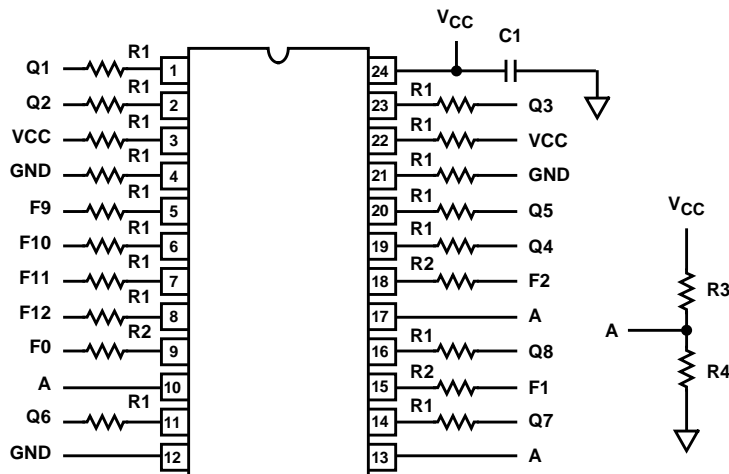 VCC
C1
Q1 R1 1 24
Q2 R1 2 23 R1 Q3
VCC R1 3 22 R1 VCC
GND R1 4 21 R1 GND
F9 R1 5 20 R1 Q5
F10 R1 6 19 R1 Q4
F11 R1 7 18 R2 F2
F12 R1 8 17 A
F0 R2 9 16 R1 Q8
A 10 15 R2 F1
Q6 R1 11 14 R1 Q7
GND 12 13 A
VCC
R3
A
R4